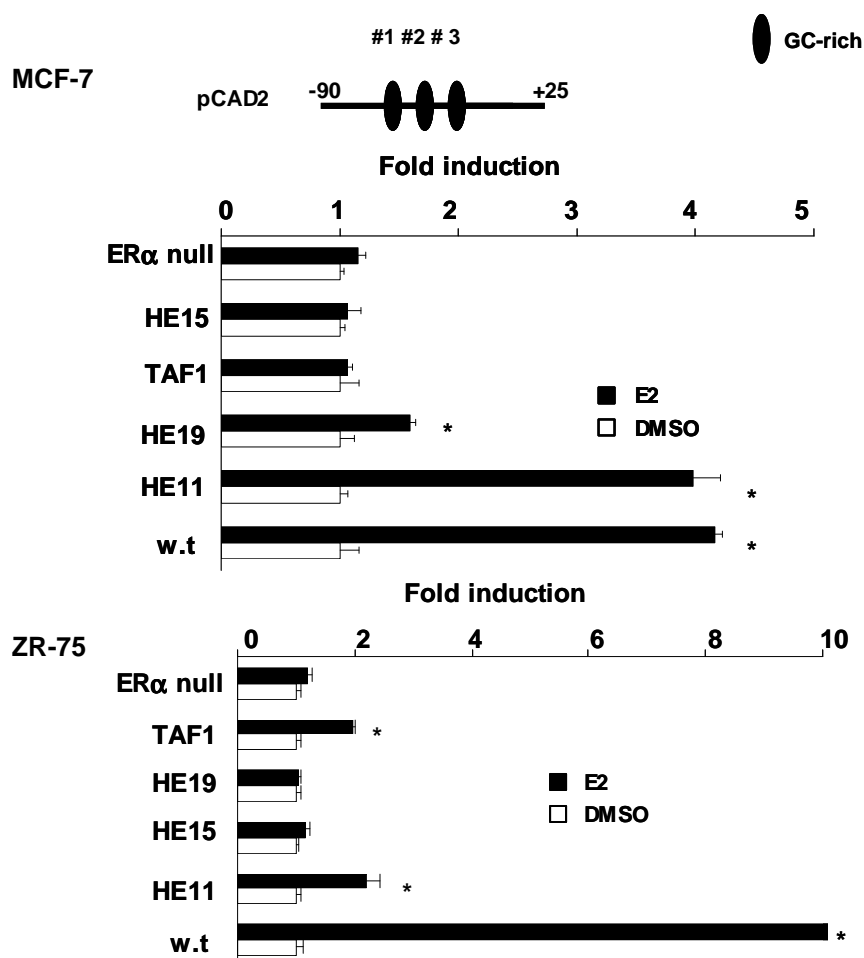 #1 #2 # 3
GC-rich
MCF-7
pCAD2
-90
+25
Fold induction
0 1 2 3 4 5
ERα null
HE15
TAF1
HE19 *
HE11 *
w.t *
E2
DMSO
Fold induction
ZR-75
0 2 4 6 8 10
ERα null
TAF1 *
HE19
HE15
HE11 *
w.t *
E2
DMSO